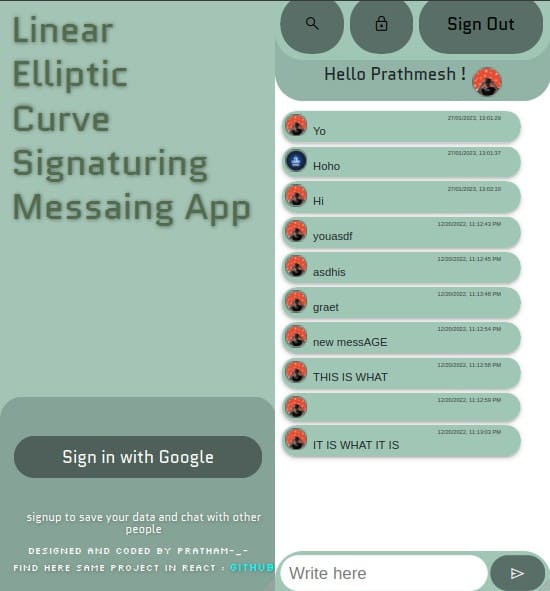 Linear
Elliptic
Curve
Signaturing
Messaing App
Sign in with Google
signup to save your data and chat with other
people
DESIGNED AND CODED BY PRATHAM-_-
FIND HERE SAME PROJECT IN REACT : GITHUB
Sign Out
Hello Prathmesh !
27/01/2023, 13:01:29
Yo
27/01/2023, 13:01:37
Hoho
27/01/2023, 13:02:10
Hi
12/20/2022, 11:12:43 PM
youasdf
12/20/2022, 11:12:45 PM
asdhis
12/20/2022, 11:12:48 PM
graet
12/20/2022, 11:12:54 PM
new messAGE
12/20/2022, 11:12:58 PM
THIS IS WHAT
12/20/2022, 11:12:59 PM
12/20/2022, 11:13:03 PM
IT IS WHAT IT IS
Write here